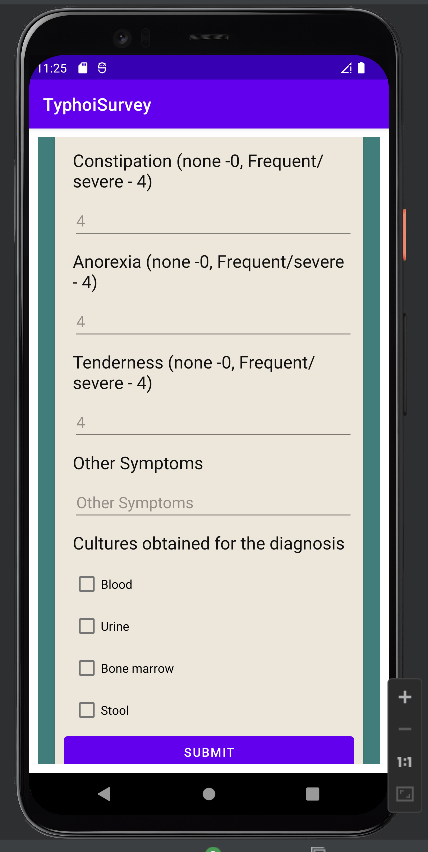 11:25
TyphoiSurvey
Constipation (none -0, Frequent/
severe - 4)
4
Anorexia (none -0, Frequent/severe
- 4)
4
Tenderness (none -0, Frequent/
severe - 4)
4
Other Symptoms
Other Symptoms
Cultures obtained for the diagnosis
Blood
Urine
Bone marrow
Stool
SUBMIT
1:1